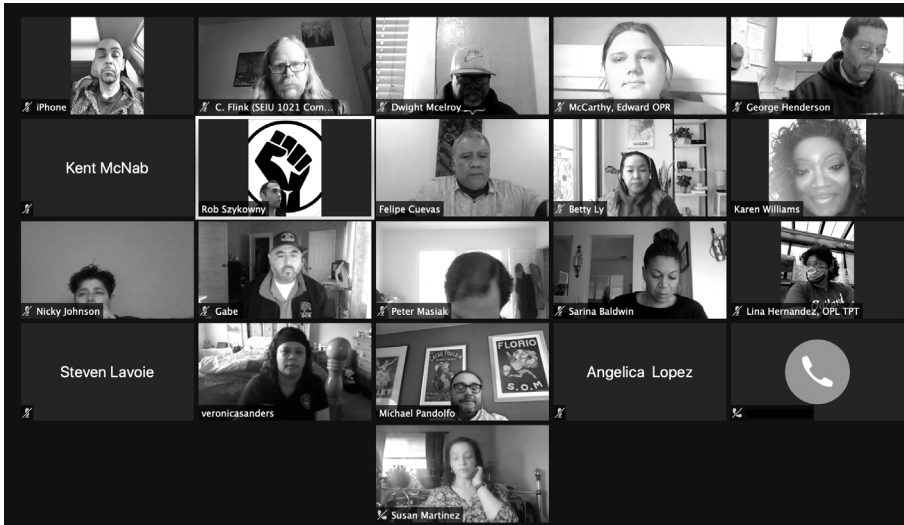 iPhone
C. Flink (SEIU 1021 Com...
Dwight Mcelroy
McCarthy, Edward OPR
George Henderson
Kent McNab
Rob Szykowny
Felipe Cuevas
Betty Ly
Karen Williams
Nicky Johnson
Gabe
Peter Masiak
Sarina Baldwin
Lina Hernandez, OPL TPT
Steven Lavoie
veronicasanders
FLORIO
S.O.M
Michael Pandolfo
Angelica Lopez
Susan Martinez